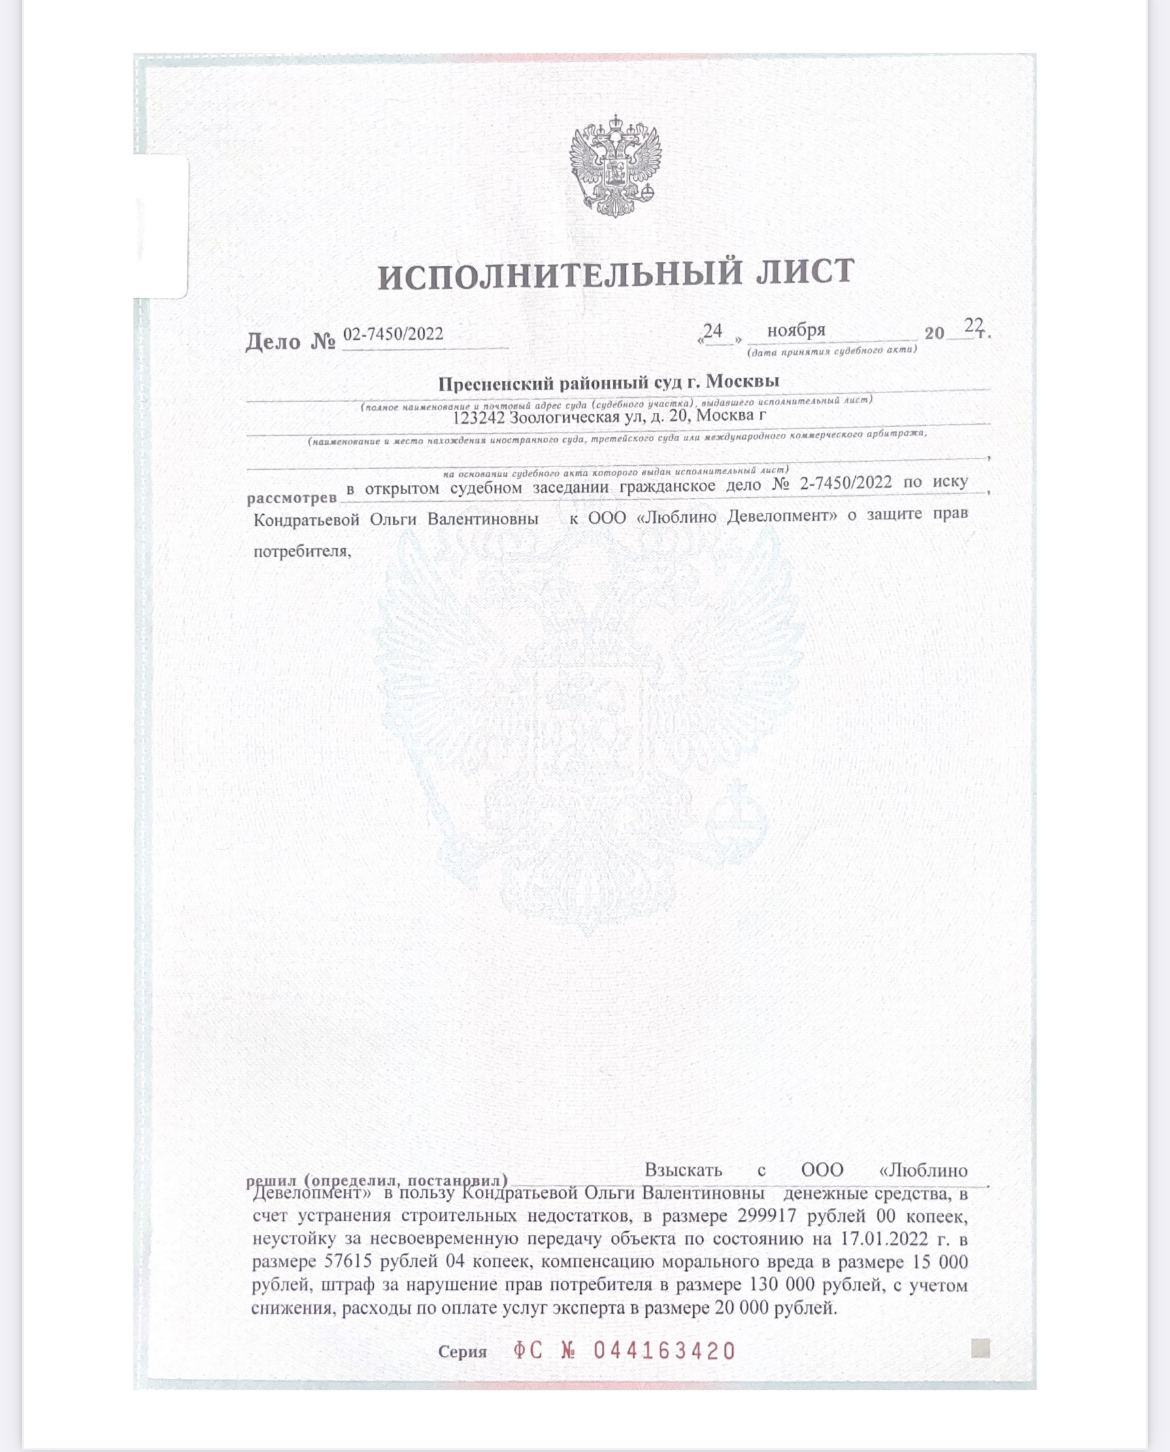 ИСПОЛНИТЕЛЬНЫЙ ЛИСТ
Дело № 02-7450/2022 «24» ноября 2022г.
(дата принятия судебного акта)
Пресненский районный суд г. Москвы
(полное наименование и почтовый адрес суда (судебного участка), выдавшего исполнительный лист)
123242 Зоологическая ул, д. 20, Москва г
(наименование и место нахождения иностранного суда, третейского суда или международного коммерческого арбитража,
,
на основании судебного акта которого выдан исполнительный лист)
рассмотрев в открытом судебном заседании гражданское дело № 2-7450/2022 по иску ,
Кондратьевой Ольги Валентиновны к ООО «Люблино Девелопмент» о защите прав
потребителя,
решил (определил, постановил) Взыскать с ООО «Люблино .
Девелопмент» в пользу Кондратьевой Ольги Валентиновны денежные средства, в
счет устранения строительных недостатков, в размере 299917 рублей 00 копеек,
неустойку за несвоевременную передачу объекта по состоянию на 17.01.2022 г. в
размере 57615 рублей 04 копеек, компенсацию морального вреда в размере 15 000
рублей, штраф за нарушение прав потребителя в размере 130 000 рублей, с учетом
снижения, расходы по оплате услуг эксперта в размере 20 000 рублей.
Серия ФС № 044163420